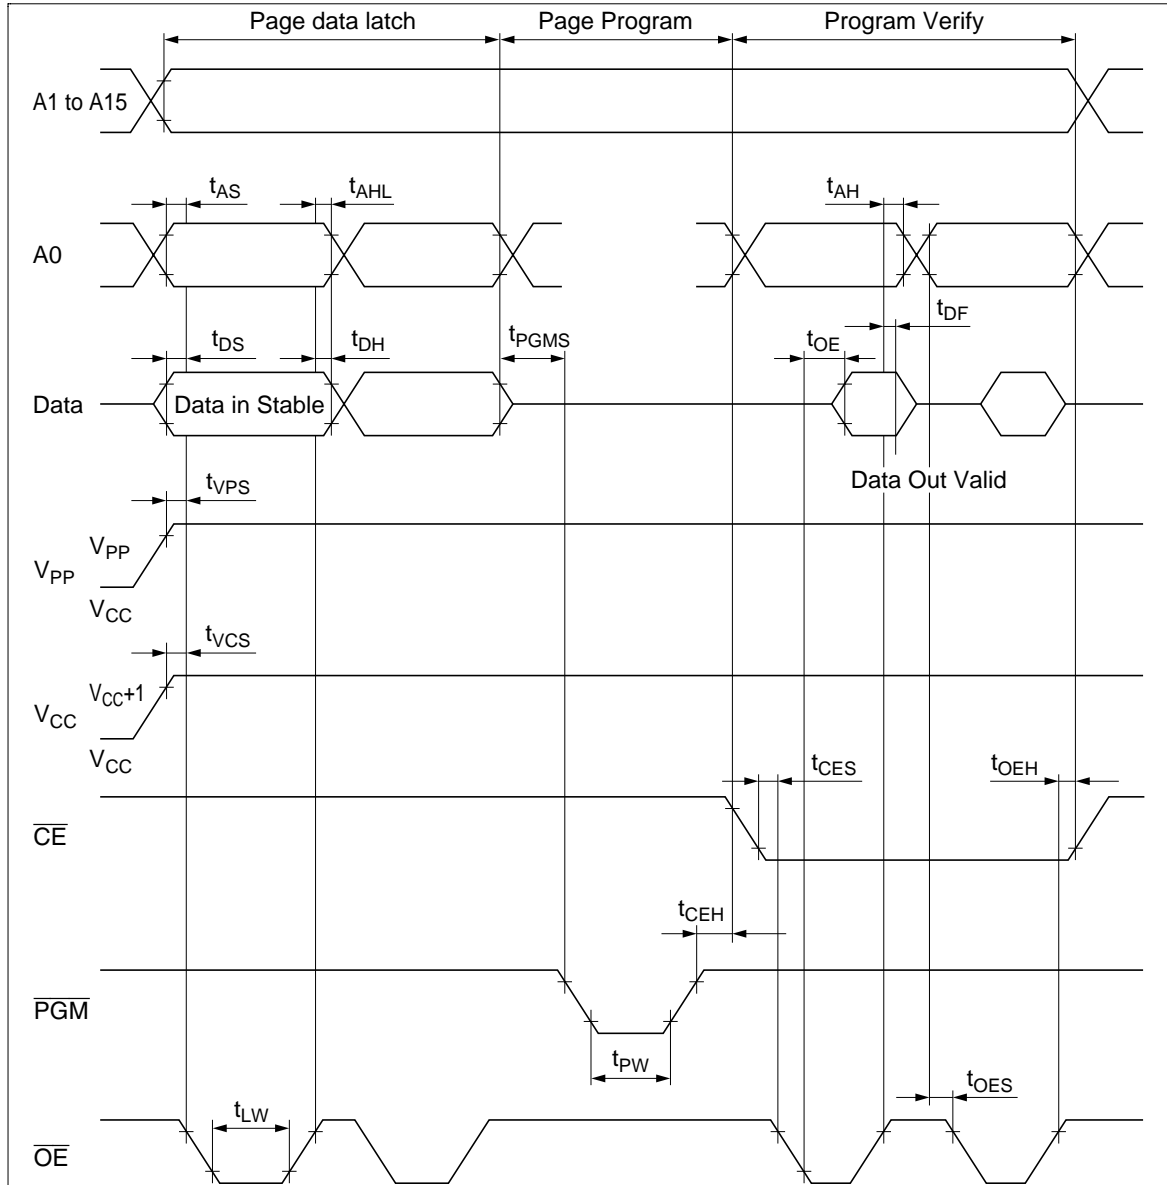 Page data latch Page Program Program Verify
A1 to A15
tAS tAHL tAH
A0
tDF
tDS tDH tPGMS tOE
Data Data in Stable
Data Out Valid
tVPS
VPP
VPP
VCC
tVCS
VCC+1
VCC
VCC
tCES tOEH
CE
tCEH
PGM
tPW
tOES
tLW
OE